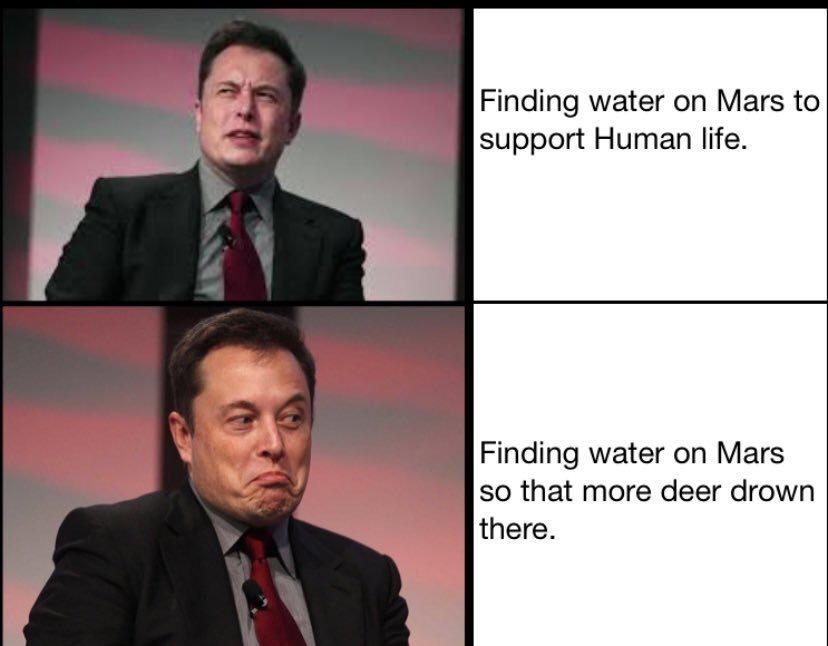 Finding water on Mars to
support Human life.
Finding water on Mars
so that more deer drown
there.